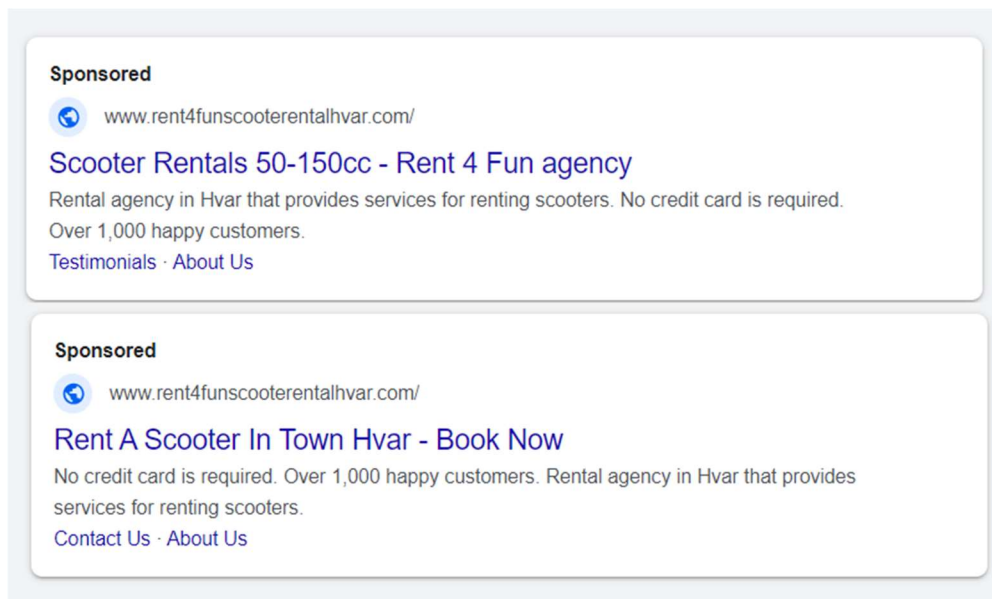 Sponsored
www.rent4funscooterentalhvar.com/
Scooter Rentals 50-150cc - Rent 4 Fun agency
Rental agency in Hvar that provides services for renting scooters. No credit card is required.
Over 1,000 happy customers.
Testimonials · About Us
Sponsored
www.rent4funscooterentalhvar.com/
Rent A Scooter In Town Hvar - Book Now
No credit card is required. Over 1,000 happy customers. Rental agency in Hvar that provides
services for renting scooters.
Contact Us · About Us